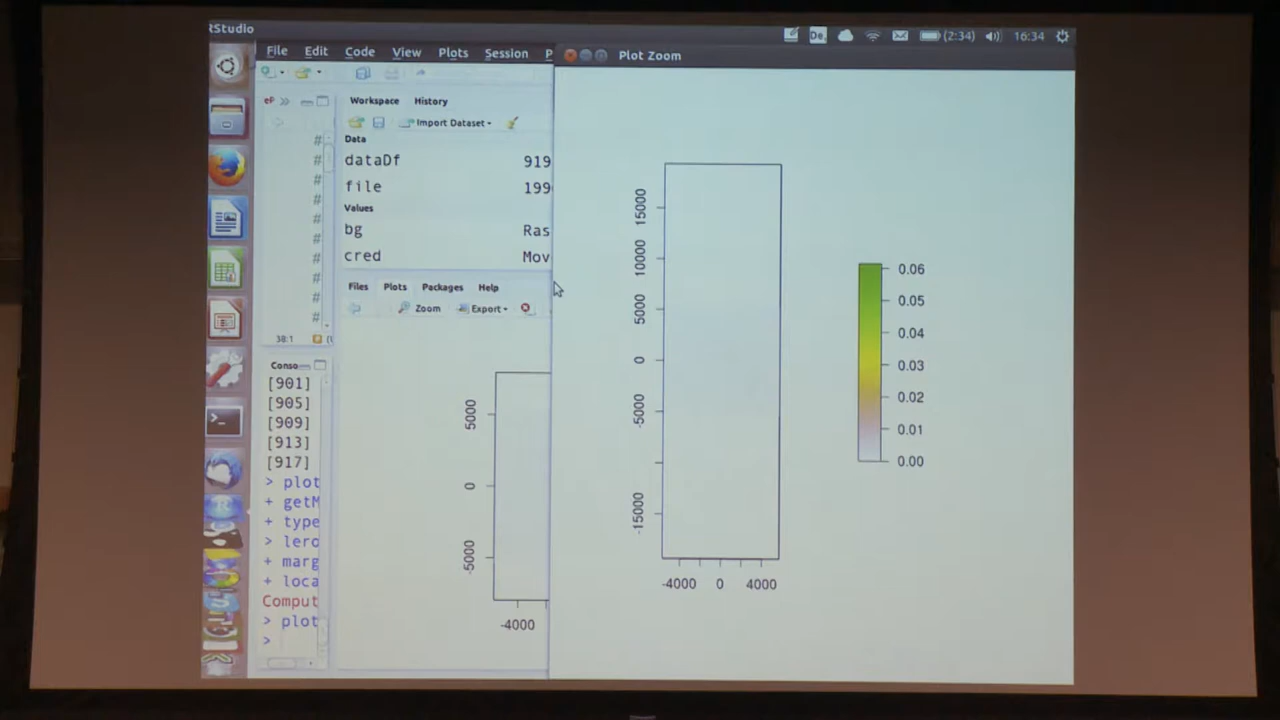 RStudio
De
(2:34)
16:34
File Edit Code View Plots Session P
Plot Zoom
Workspace History
Import Dataset
Data
dataDf 919
file 199
Values
bg Ras
cred Mov
Files Plots Packages Help
Zoom Export
#
#
#
#
#
#
#
#
#
#
38:1
Conso
[901]
[905]
[909]
[913]
[917]
> plot
+ getM
+ type
> lero
+ marg
+ loca
Comput
> plot
>
5000
0
-5000
-4000
15000
10000
5000
0
-5000
-15000
-4000 0 4000
0.06
0.05
0.04
0.03
0.02
0.01
0.00